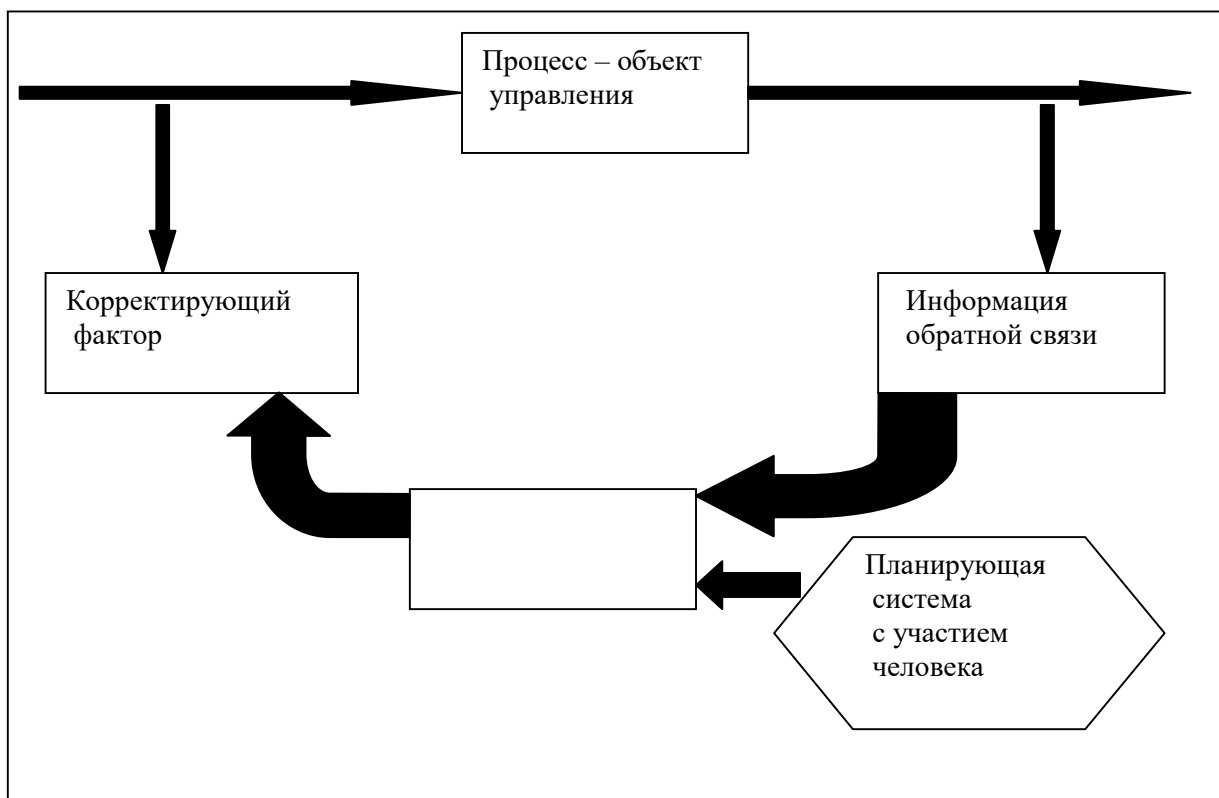 Процесс – объект
управления
Корректирующий
фактор
Информация
обратной связи
Планирующая
система
с участием
человека